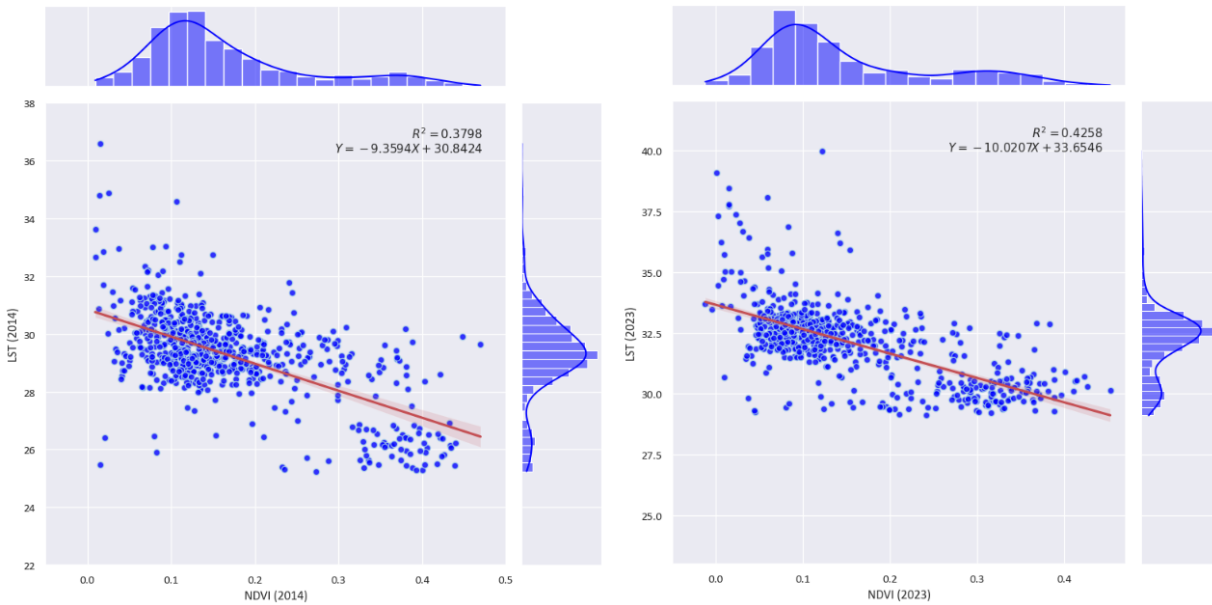 38
36
34
32
30
28
26
24
22
LST (2014)
R² = 0.3798
Y = −9.3594X + 30.8424
0.0 0.1 0.2 0.3 0.4 0.5
NDVI (2014)
40.0
37.5
35.0
32.5
30.0
27.5
25.0
LST (2023)
R² = 0.4258
Y = −10.0207X + 33.6546
0.0 0.1 0.2 0.3 0.4
NDVI (2023)